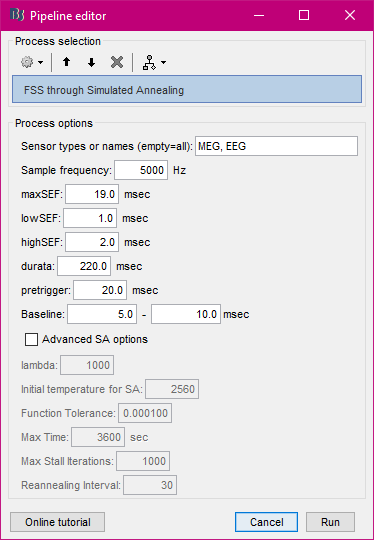 Pipeline editor
Process selection
FSS through Simulated Annealing
Process options
Sensor types or names (empty=all): MEG, EEG
Sample frequency: 5000 Hz
maxSEF: 19.0 msec
lowSEF: 1.0 msec
highSEF: 2.0 msec
durata: 220.0 msec
pretrigger: 20.0 msec
Baseline: 5.0 - 10.0 msec
Advanced SA options
lambda: 1000
Initial temperature for SA: 2560
Function Tolerance: 0.000100
Max Time: 3600 sec
Max Stall Iterations: 1000
Reannealing Interval: 30
Online tutorial Cancel Run